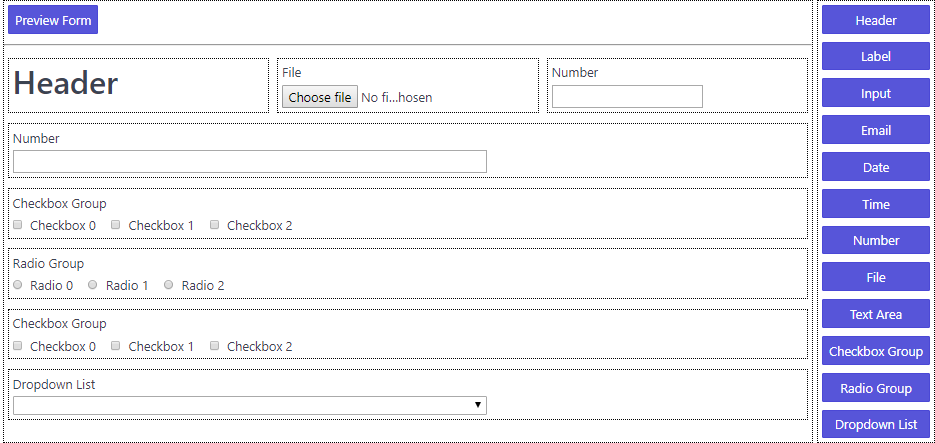 Preview Form
Header
File
Choose file No fi...hosen
Number
Number
Checkbox Group
Checkbox 0 Checkbox 1 Checkbox 2
Radio Group
Radio 0 Radio 1 Radio 2
Checkbox Group
Checkbox 0 Checkbox 1 Checkbox 2
Dropdown List
Header
Label
Input
Email
Date
Time
Number
File
Text Area
Checkbox Group
Radio Group
Dropdown List